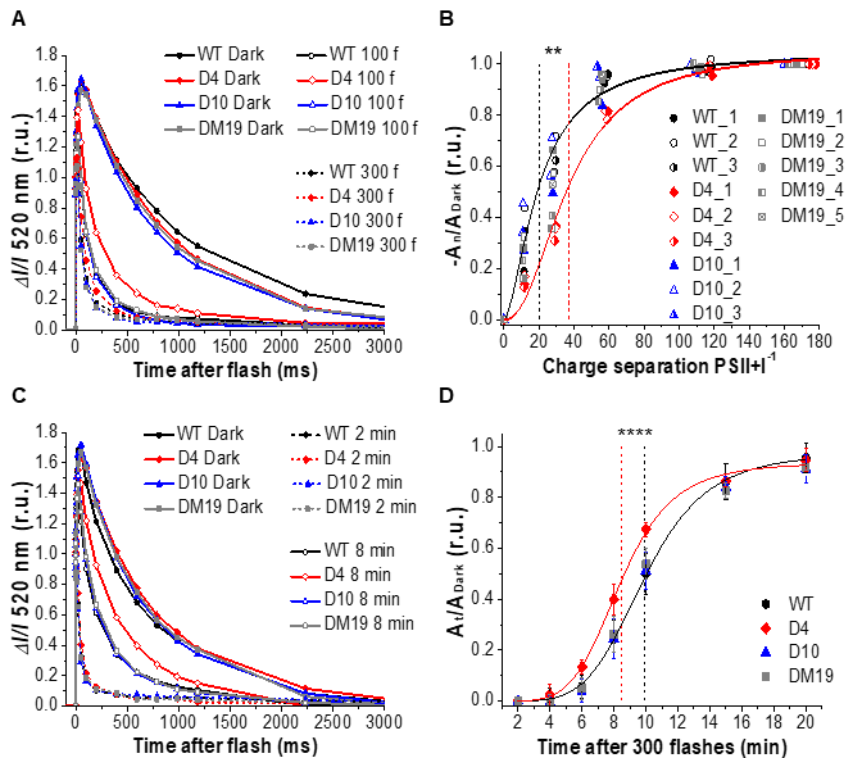 A
1.8
1.6
1.4
1.2
1.0
0.8
0.6
0.4
0.2
0.0
ΔI/I 520 nm (r.u.)
WT Dark
D4 Dark
D10 Dark
DM19 Dark
WT 100 f
D4 100 f
D10 100 f
DM19 100 f
WT 300 f
D4 300 f
D10 300 f
DM19 300 f
0 500 1000 1500 2000 2500 3000
Time after flash (ms)
B
**
1.0
0.8
0.6
0.4
0.2
0.0
-An/ADark (r.u.)
WT_1
WT_2
WT_3
D4_1
D4_2
D4_3
D10_1
D10_2
D10_3
DM19_1
DM19_2
DM19_3
DM19_4
DM19_5
0 20 40 60 80 100 120 140 160 180
Charge separation PSII+I-1
C
1.8
1.6
1.4
1.2
1.0
0.8
0.6
0.4
0.2
0.0
ΔI/I 520 nm (r.u.)
WT Dark
D4 Dark
D10 Dark
DM19 Dark
WT 2 min
D4 2 min
D10 2 min
DM19 2 min
WT 8 min
D4 8 min
D10 8 min
DM19 8 min
0 500 1000 1500 2000 2500 3000
Time after flash (ms)
D
****
1.0
0.8
0.6
0.4
0.2
0.0
At/ADark (r.u.)
WT
D4
D10
DM19
2 4 6 8 10 12 14 16 18 20
Time after 300 flashes (min)